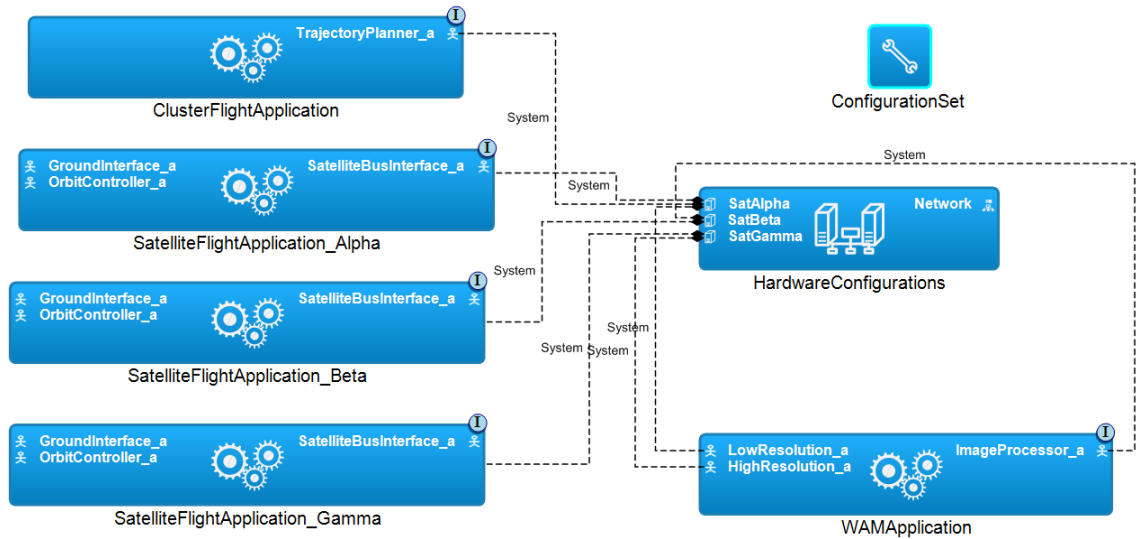 I
TrajectoryPlanner_a
ClusterFlightApplication
ConfigurationSet
System
I
GroundInterface_a SatelliteBusInterface_a
OrbitController_a
SatelliteFlightApplication_Alpha
System
System
SatAlpha Network
SatBeta
SatGamma
HardwareConfigurations
I
GroundInterface_a SatelliteBusInterface_a
OrbitController_a
SatelliteFlightApplication_Beta
System
System
System System
I
GroundInterface_a SatelliteBusInterface_a
OrbitController_a
SatelliteFlightApplication_Gamma
I
LowResolution_a ImageProcessor_a
HighResolution_a
WAMApplication